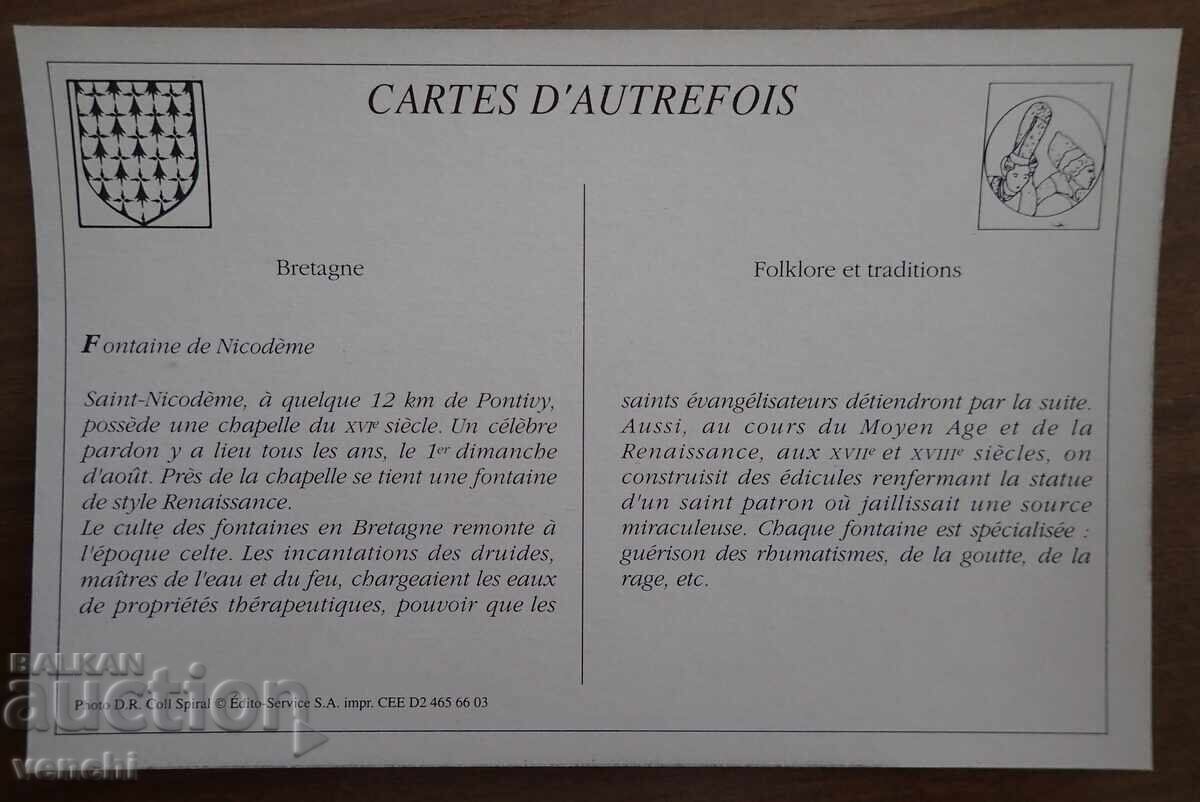 CARTES D'AUTREFOIS
Bretagne
Fontaine de Nicodème
Saint-Nicodème, à quelque 12 km de Pontivy,
possède une chapelle du XVIe siècle. Un célèbre
pardon y a lieu tous les ans, le 1er dimanche
d'août. Près de la chapelle se tient une fontaine
de style Renaissance.
Le culte des fontaines en Bretagne remonte à
l'époque celte. Les incantations des druides,
maîtres de l'eau et du feu, chargeaient les eaux
de propriétés thérapeutiques, pouvoir que les
Folklore et traditions
saints évangélisateurs détiendront par la suite.
Aussi, au cours du Moyen Age et de la
Renaissance, aux XVIIe et XVIIIe siècles, on
construisit des édicules renfermant la statue
d'un saint patron où jaillissait une source
miraculeuse. Chaque fontaine est spécialisée :
guérison des rhumatismes, de la goutte, de la
rage, etc.
Photo D.R. Coll Spiral © Édito-Service S.A. impr. CEE D2 465 66 03
BALKAN
auction
venchi